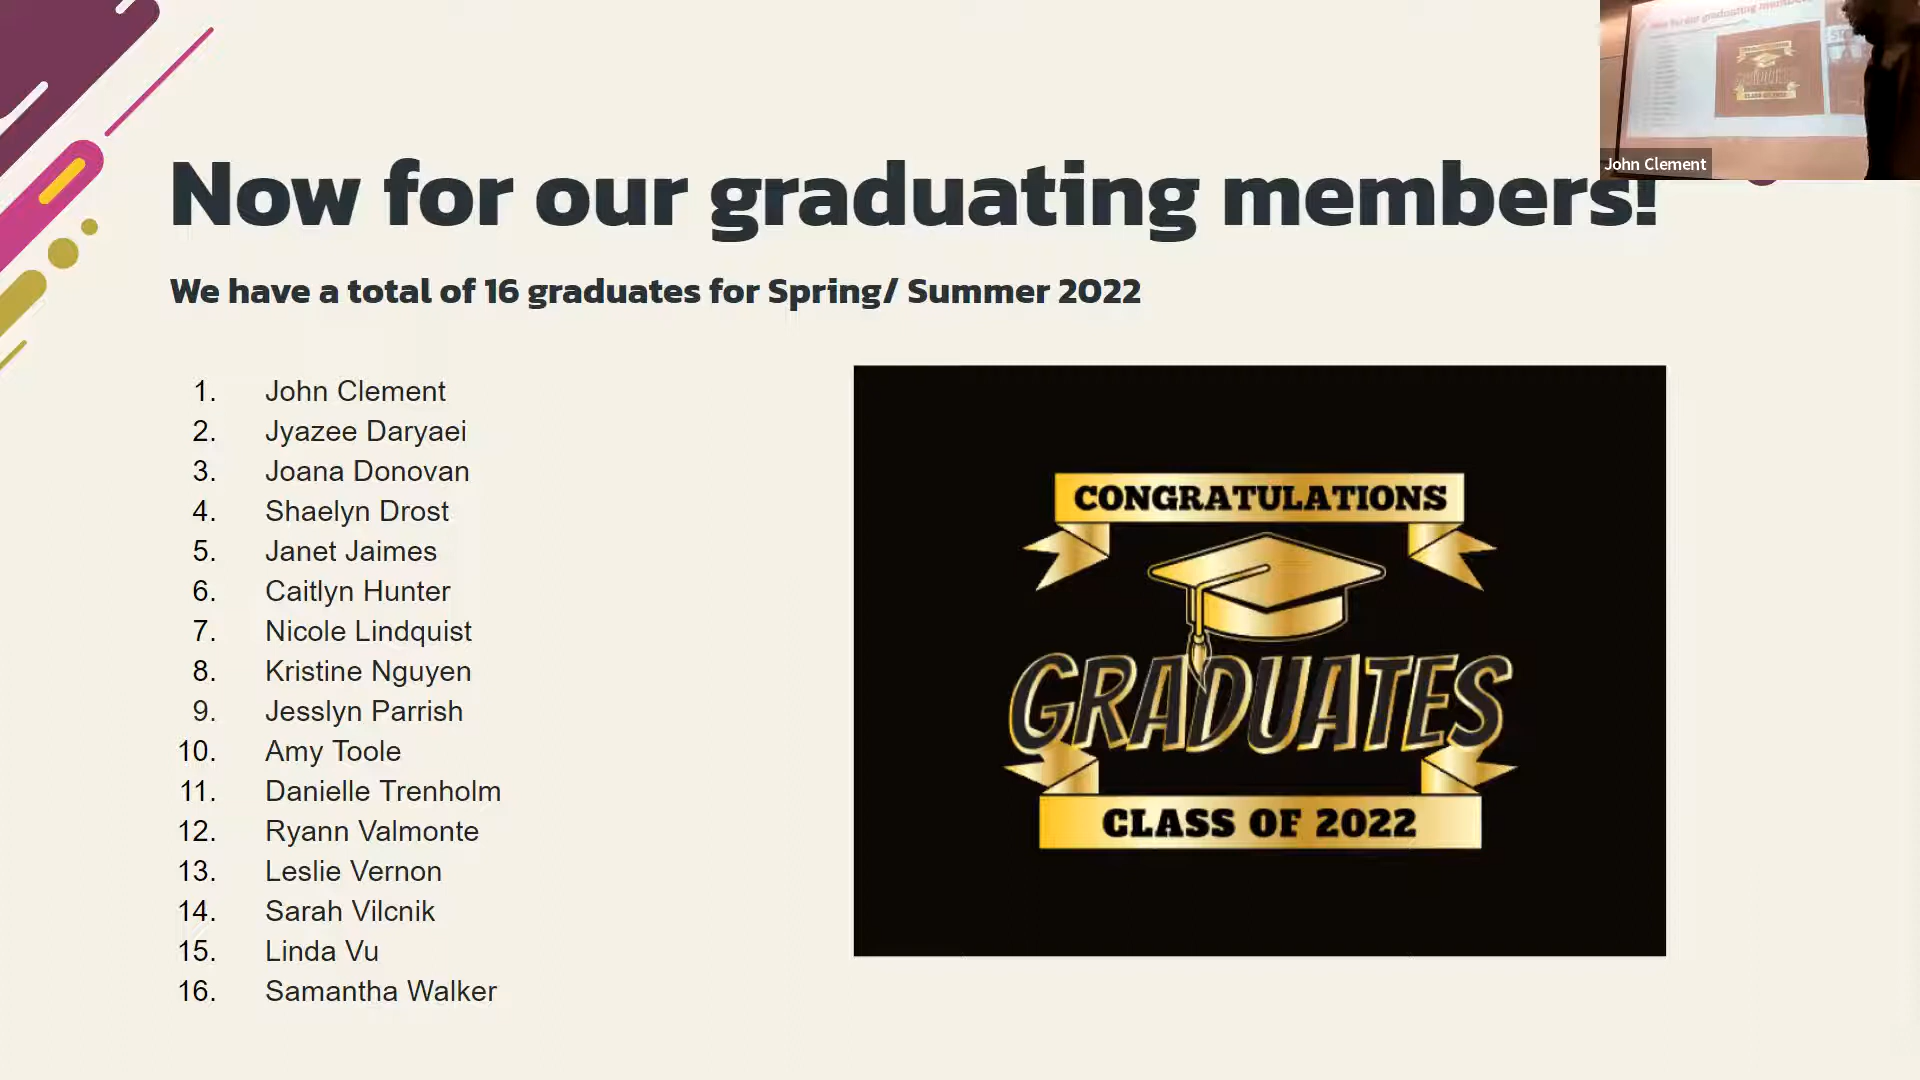 Now for our graduating members!
We have a total of 16 graduates for Spring/ Summer 2022
1. John Clement
2. Jyazee Daryaei
3. Joana Donovan
4. Shaelyn Drost
5. Janet Jaimes
6. Caitlyn Hunter
7. Nicole Lindquist
8. Kristine Nguyen
9. Jesslyn Parrish
10. Amy Toole
11. Danielle Trenholm
12. Ryann Valmonte
13. Leslie Vernon
14. Sarah Vilcnik
15. Linda Vu
16. Samantha Walker
CONGRATULATIONS
GRADUATES
CLASS OF 2022
John Clement